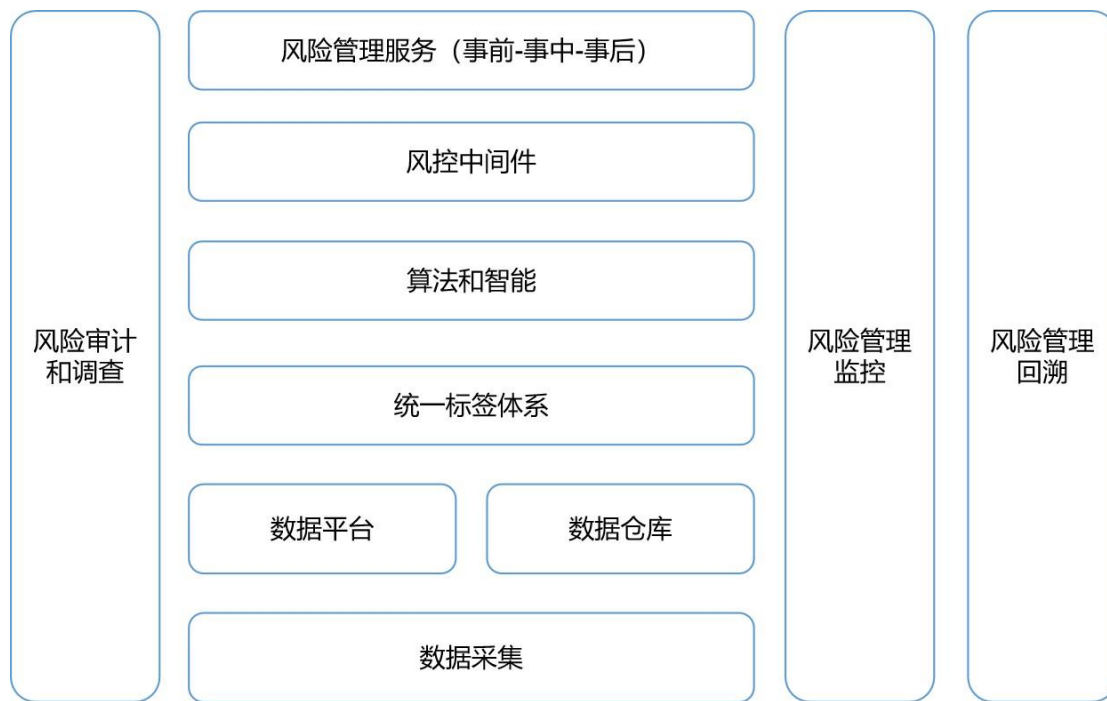 风险审计
和调查
风险管理服务（事前-事中-事后）
风控中间件
算法和智能
统一标签体系
数据平台
数据仓库
数据采集
风险管理
监控
风险管理
回溯